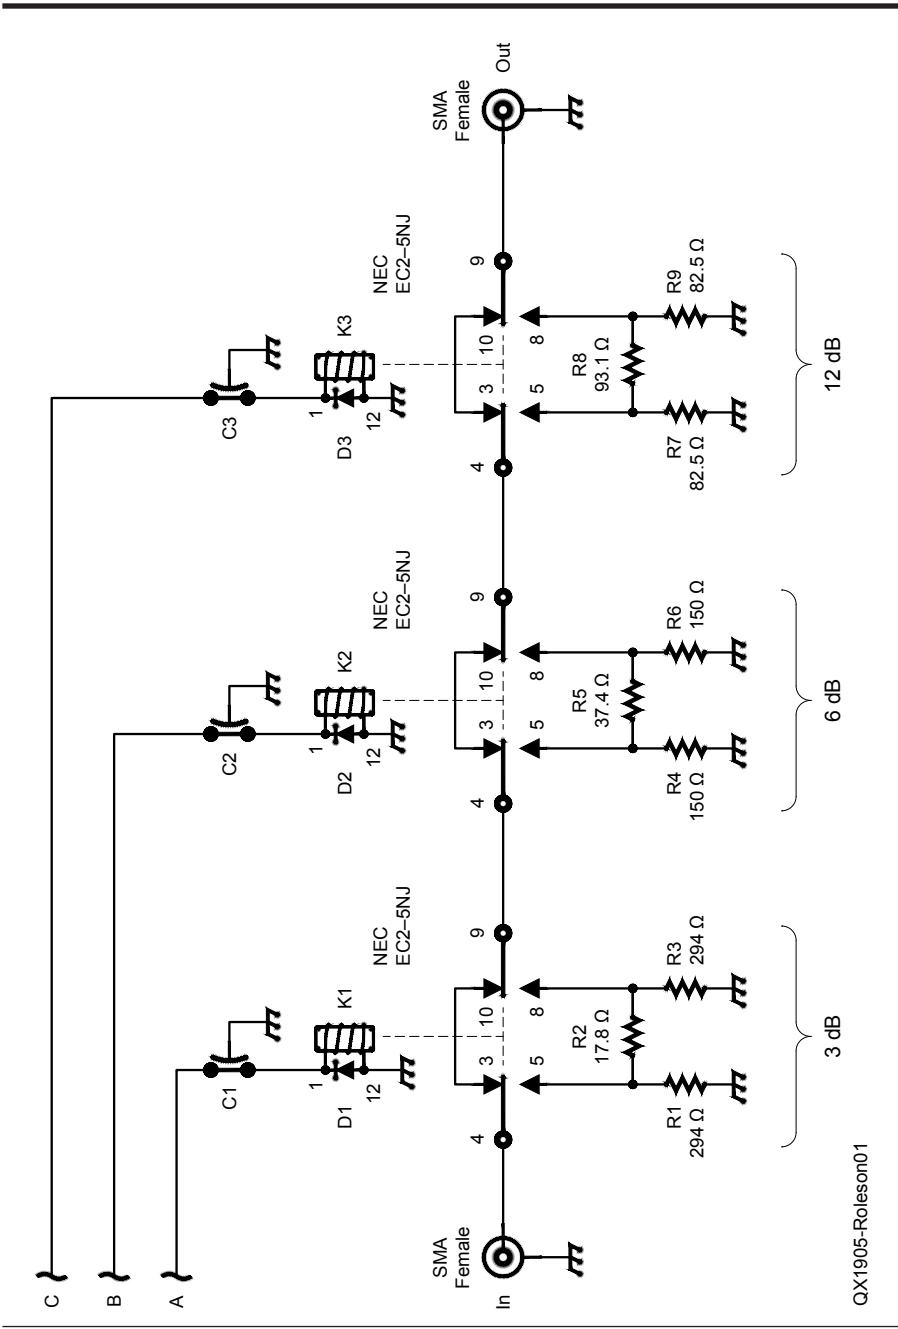 C
B
A
C1
C2
C3
1
D1
12
K1
1
D2
12
K2
1
D3
12
K3
NEC
EC2–5NJ
NEC
EC2–5NJ
NEC
EC2–5NJ
SMA
Female
In
4
3
10
9
5
8
4
3
10
9
5
8
4
3
10
9
5
8
SMA
Female
Out
R2
17.8 Ω
R1
294 Ω
R3
294 Ω
R5
37.4 Ω
R4
150 Ω
R6
150 Ω
R8
93.1 Ω
R7
82.5 Ω
R9
82.5 Ω
3 dB
6 dB
12 dB
QX1905-Roleson01